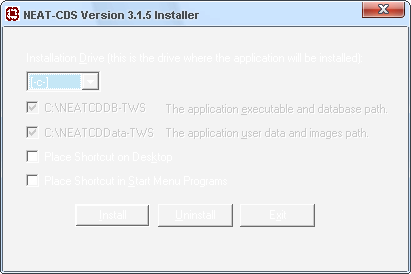 NEAT-CDS Version 3.1.5 Installer
Installation Drive (this is the drive where the application will be installed).
[-c-]
C:\NEATCDDB-TWS The application executable and database path.
C:\NEATCDData-TWS The application user data and images path.
Place Shortcut on Desktop
Place Shortcut in Start Menu Programs
Install Uninstall Exit